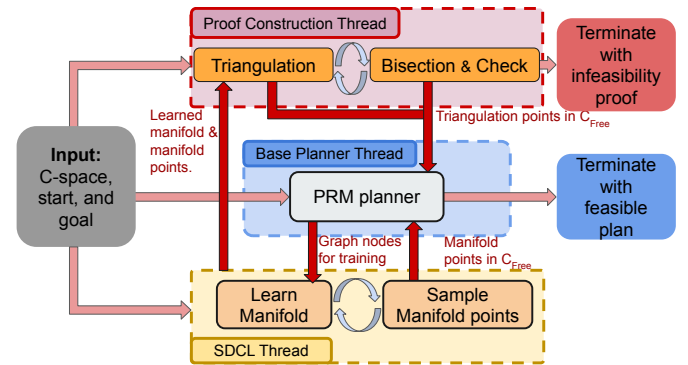 Proof Construction Thread
Triangulation
Bisection & Check
Terminate
with
infeasibility
proof
Learned
manifold &
manifold
points.
Triangulation points in C_Free
Input:
C-space,
start, and
goal
Base Planner Thread
PRM planner
Terminate
with
feasible
plan
Graph nodes
for training
Manifold
points in C_Free
Learn
Manifold
Sample
Manifold points
SDCL Thread